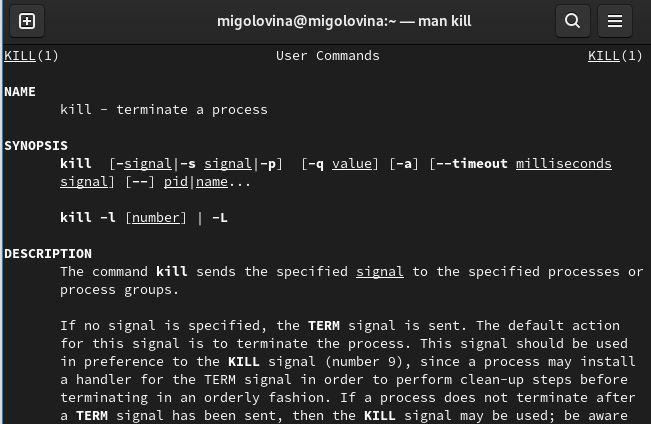 migolovina@migolovina:~ — man kill
KILL(1) User Commands KILL(1)
NAME
kill - terminate a process
SYNOPSIS
kill [-signal|-s signal|-p] [-q value] [-a] [--timeout milliseconds
signal] [--] pid|name...
kill -l [number] | -L
DESCRIPTION
The command kill sends the specified signal to the specified processes or
process groups.
If no signal is specified, the TERM signal is sent. The default action
for this signal is to terminate the process. This signal should be used
in preference to the KILL signal (number 9), since a process may install
a handler for the TERM signal in order to perform clean-up steps before
terminating in an orderly fashion. If a process does not terminate after
a TERM signal has been sent, then the KILL signal may be used; be aware